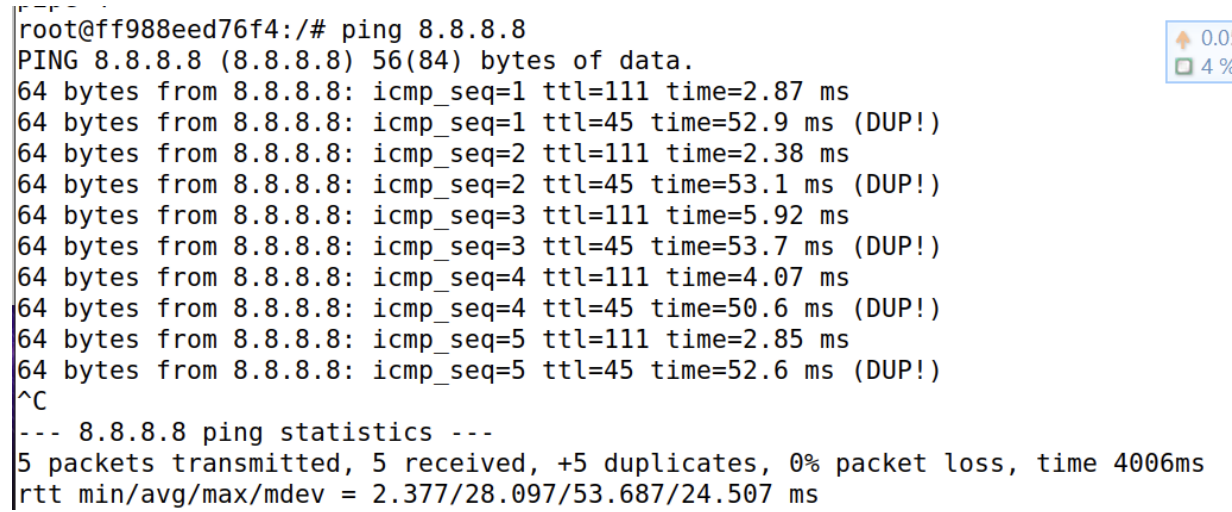 root@ff988eed76f4:/# ping 8.8.8.8
PING 8.8.8.8 (8.8.8.8) 56(84) bytes of data.
64 bytes from 8.8.8.8: icmp_seq=1 ttl=111 time=2.87 ms
64 bytes from 8.8.8.8: icmp_seq=1 ttl=45 time=52.9 ms (DUP!)
64 bytes from 8.8.8.8: icmp_seq=2 ttl=111 time=2.38 ms
64 bytes from 8.8.8.8: icmp_seq=2 ttl=45 time=53.1 ms (DUP!)
64 bytes from 8.8.8.8: icmp_seq=3 ttl=111 time=5.92 ms
64 bytes from 8.8.8.8: icmp_seq=3 ttl=45 time=53.7 ms (DUP!)
64 bytes from 8.8.8.8: icmp_seq=4 ttl=111 time=4.07 ms
64 bytes from 8.8.8.8: icmp_seq=4 ttl=45 time=50.6 ms (DUP!)
64 bytes from 8.8.8.8: icmp_seq=5 ttl=111 time=2.85 ms
64 bytes from 8.8.8.8: icmp_seq=5 ttl=45 time=52.6 ms (DUP!)
^C
--- 8.8.8.8 ping statistics ---
5 packets transmitted, 5 received, +5 duplicates, 0% packet loss, time 4006ms
rtt min/avg/max/mdev = 2.377/28.097/53.687/24.507 ms
4 %